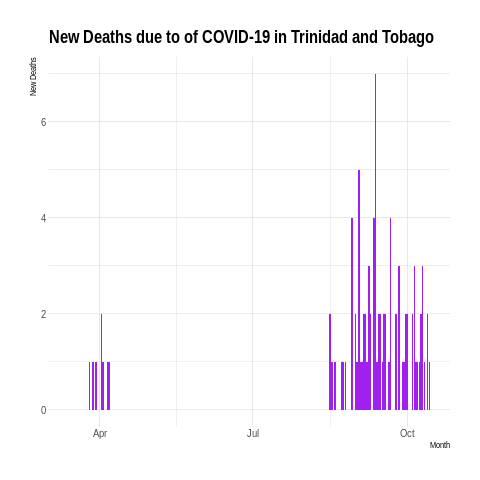 New Deaths due to of COVID-19 in Trinidad and Tobago
New Deaths
6
4
2
0
Apr Jul Oct
Month